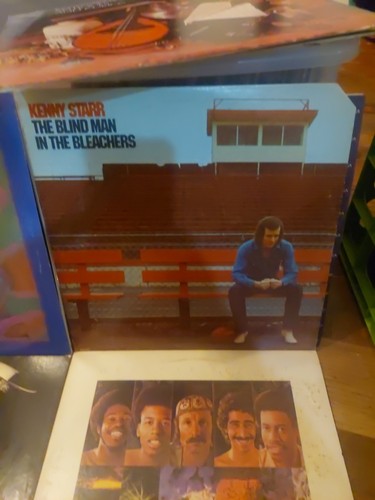 KENNY STARR
THE BLIND MAN
IN THE BLEACHERS